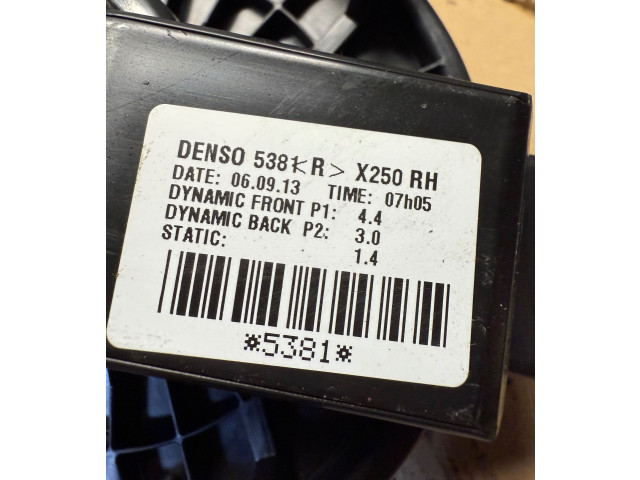 DENSO 5381<R> X250 RH
DATE: 06.09.13 TIME: 07h05
DYNAMIC FRONT P1: 4.4
DYNAMIC BACK P2: 3.0
STATIC: 1.4
*5381*